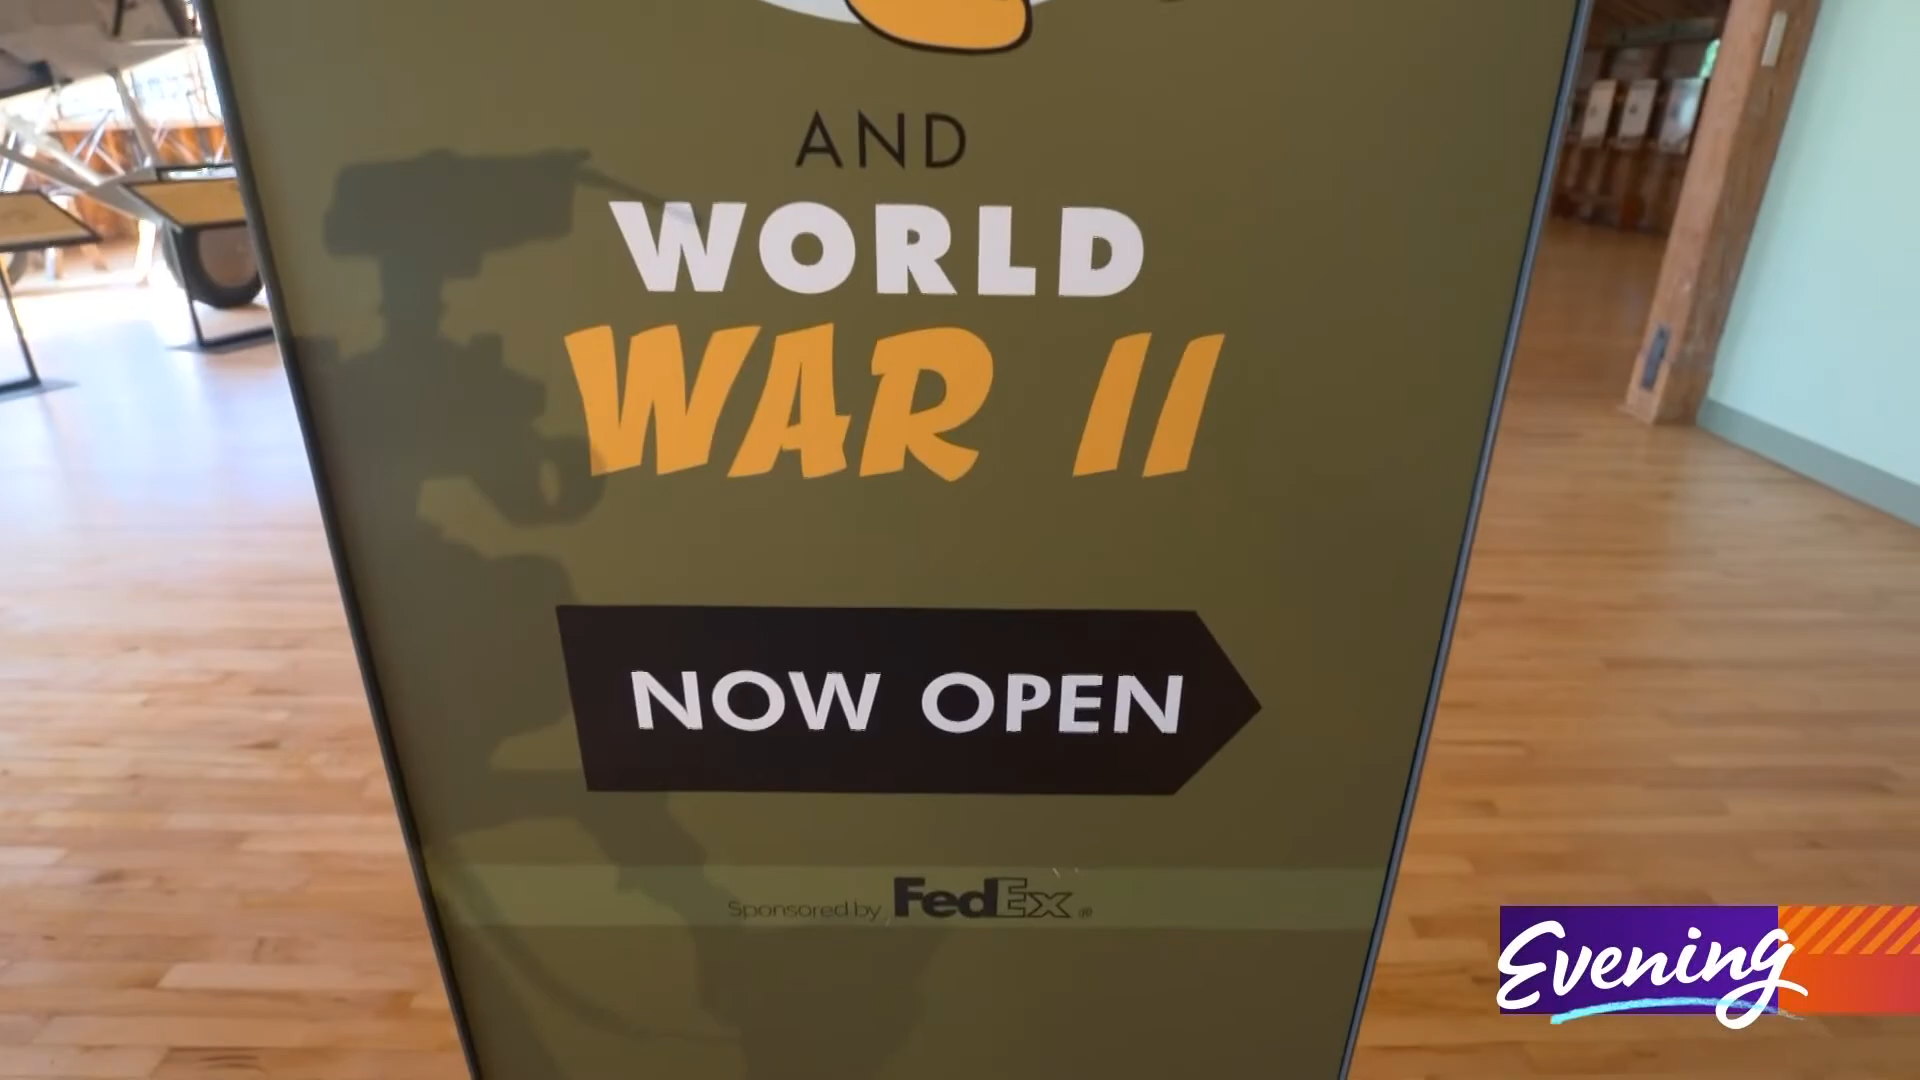 AND
WORLD
WAR II
NOW OPEN
Sponsored by FedEx ®
Evening